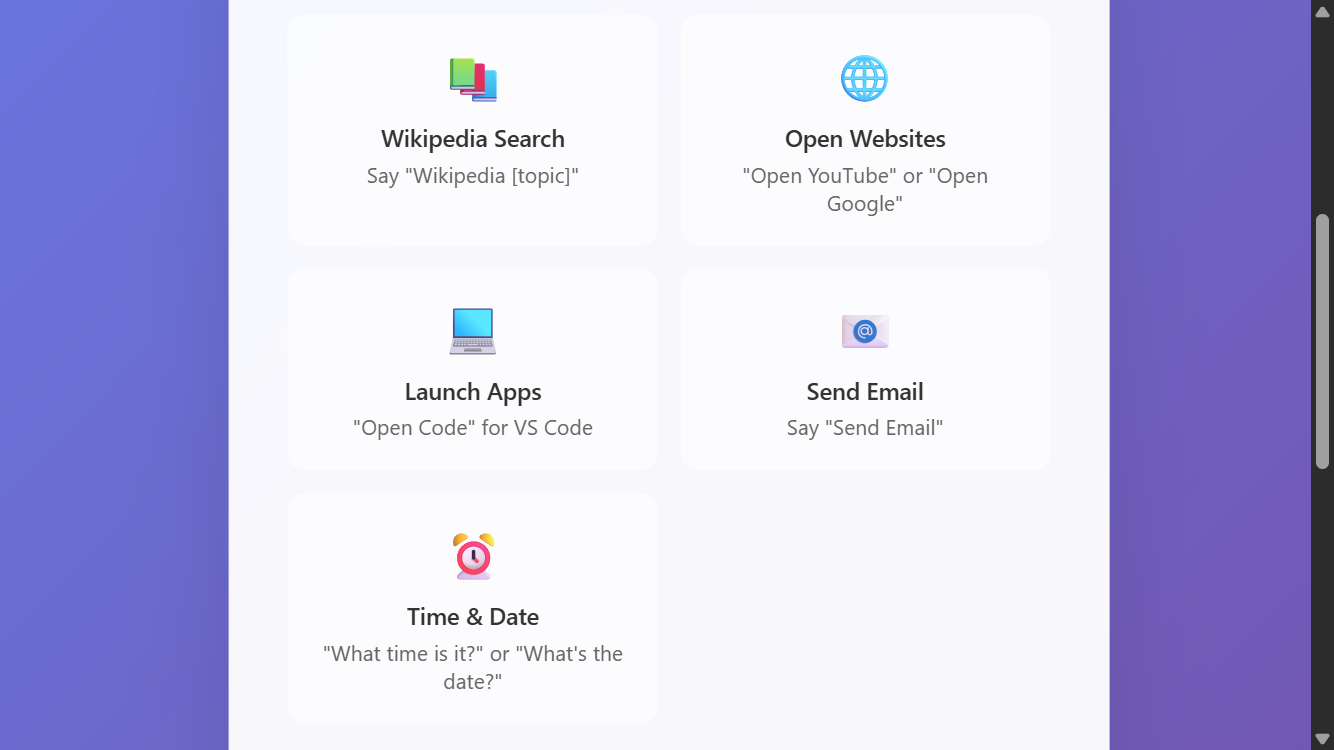 Wikipedia Search
Say "Wikipedia [topic]"
Open Websites
"Open YouTube" or "Open
Google"
Launch Apps
"Open Code" for VS Code
@
Send Email
Say "Send Email"
Time & Date
"What time is it?" or "What's the
date?"